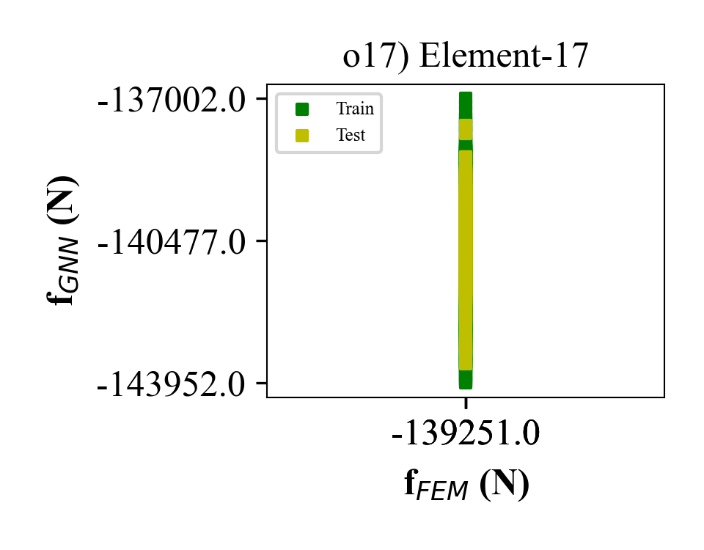 o17) Element-17
-137002.0
-140477.0
-143952.0
f_GNN (N)
Train
Test
-139251.0
f_FEM (N)